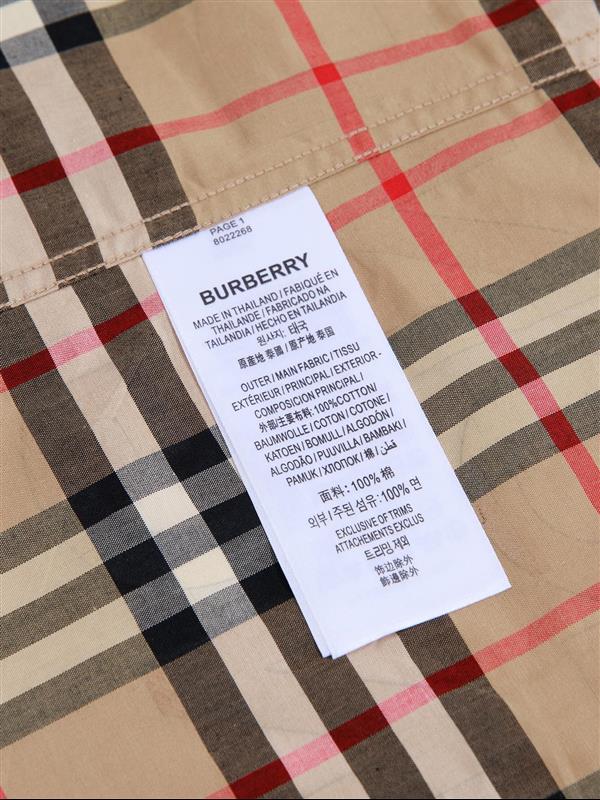 PAGE 1
8022268
BURBERRY
MADE IN THAILAND / FABIQUÉ EN
THAILANDE / FABRICADO NA
TAILANDIA / HECHO EN TAILANDIA
원사지: 태국
原產地 泰國 / 原产地 泰国
OUTER / MAIN FABRIC / TISSU
EXTÉRIEUR / PRINCIPAL / EXTERIOR-
COMPOSICION PRINCIPAL /
外部/主要布料: 100%COTTON/
BAUMWOLLE / COTON / COTONE /
KATOEN / BOMULL / ALGODÓN /
ALGODÃO / PUUVILLA / BAMBAKI /
PAMUK / ХЛОПОК / 棉 / قطن /
面料: 100% 棉
외부 / 주된 섬유: 100% 면
EXCLUSIVE OF TRIMS
ATTACHEMENTS EXCLUS
트리밍 제외
饰边除外
飾邊除外